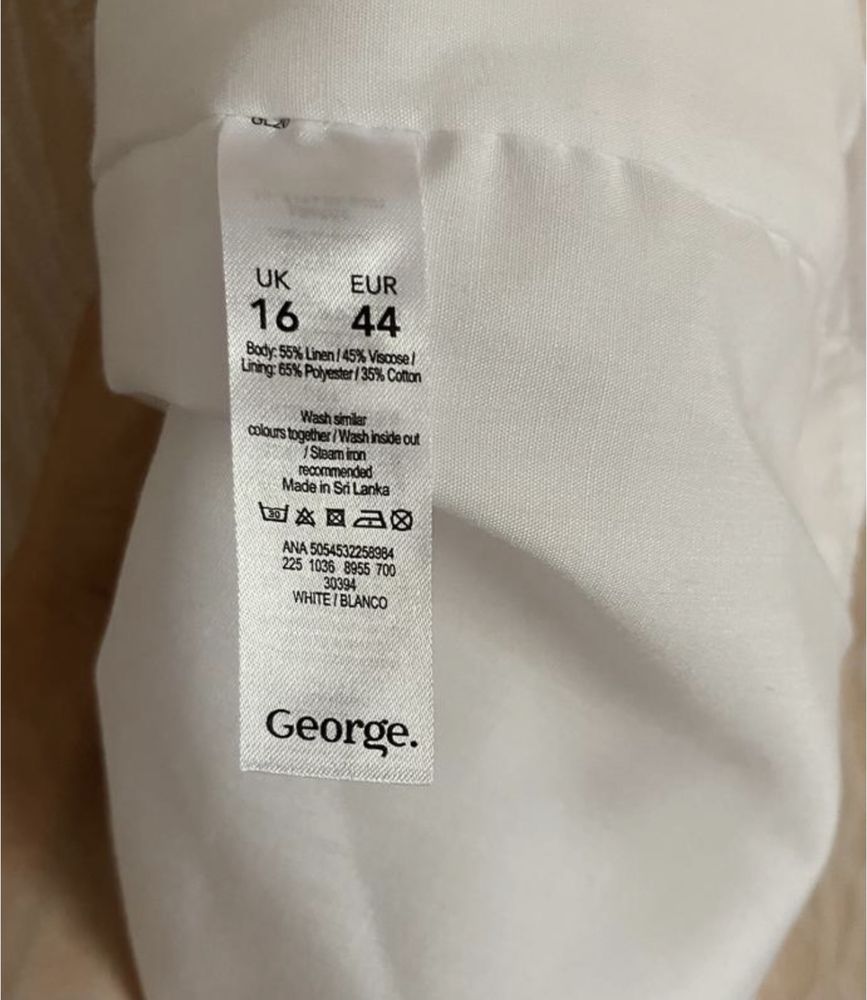 UK EUR
16 44
Body: 55% Linen / 45% Viscose /
Lining: 65% Polyester / 35% Cotton
Wash similar
colours together / Wash inside out
/ Steam iron
recommended
Made in Sri Lanka
30
ANA 5054532258984
225 1036 8955 700
30394
WHITE / BLANCO
George.